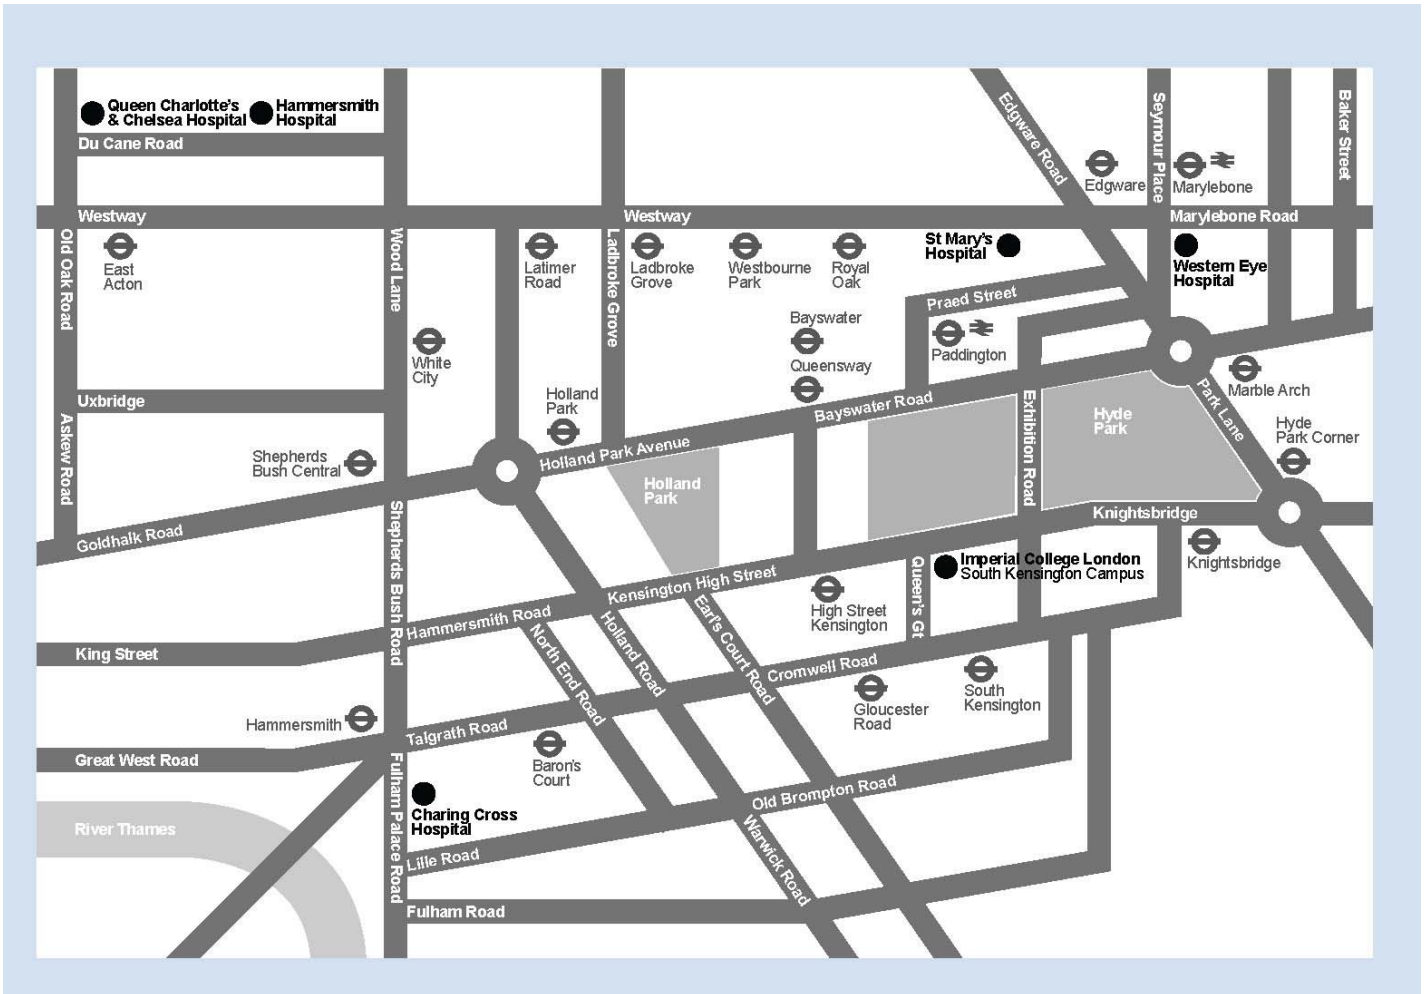 Queen Charlotte's
& Chelsea Hospital
Hammersmith
Hospital
Du Cane Road
Edgware Road
Seymour Place
Baker Street
Edgware
Marylebone
Westway
Westway
Marylebone Road
Old Oak Road
East
Acton
Wood Lane
Latimer
Road
Ladbroke Grove
Ladbroke
Grove
Westbourne
Park
Royal
Oak
St Mary's
Hospital
Western Eye
Hospital
Praed Street
Bayswater
Queensway
Paddington
White
City
Holland
Park
Marble Arch
Park Lane
Uxbridge
Askew Road
Bayswater Road
Exhibition Road
Hyde
Park
Hyde
Park Corner
Shepherds
Bush Central
Holland Park Avenue
Holland
Park
Knightsbridge
Goldhalk Road
Shepherds Bush Road
Knightsbridge
Imperial College London
South Kensington Campus
Queen's Gt
Kensington High Street
High Street
Kensington
Hammersmith Road
Holland Road
Earl's Court Road
North End Road
King Street
Cromwell Road
Gloucester
Road
South
Kensington
Hammersmith
Talgrath Road
Great West Road
Baron's
Court
Fulham Palace Road
Charing Cross
Hospital
Old Brompton Road
River Thames
Lille Road
Warwick Road
Fulham Road